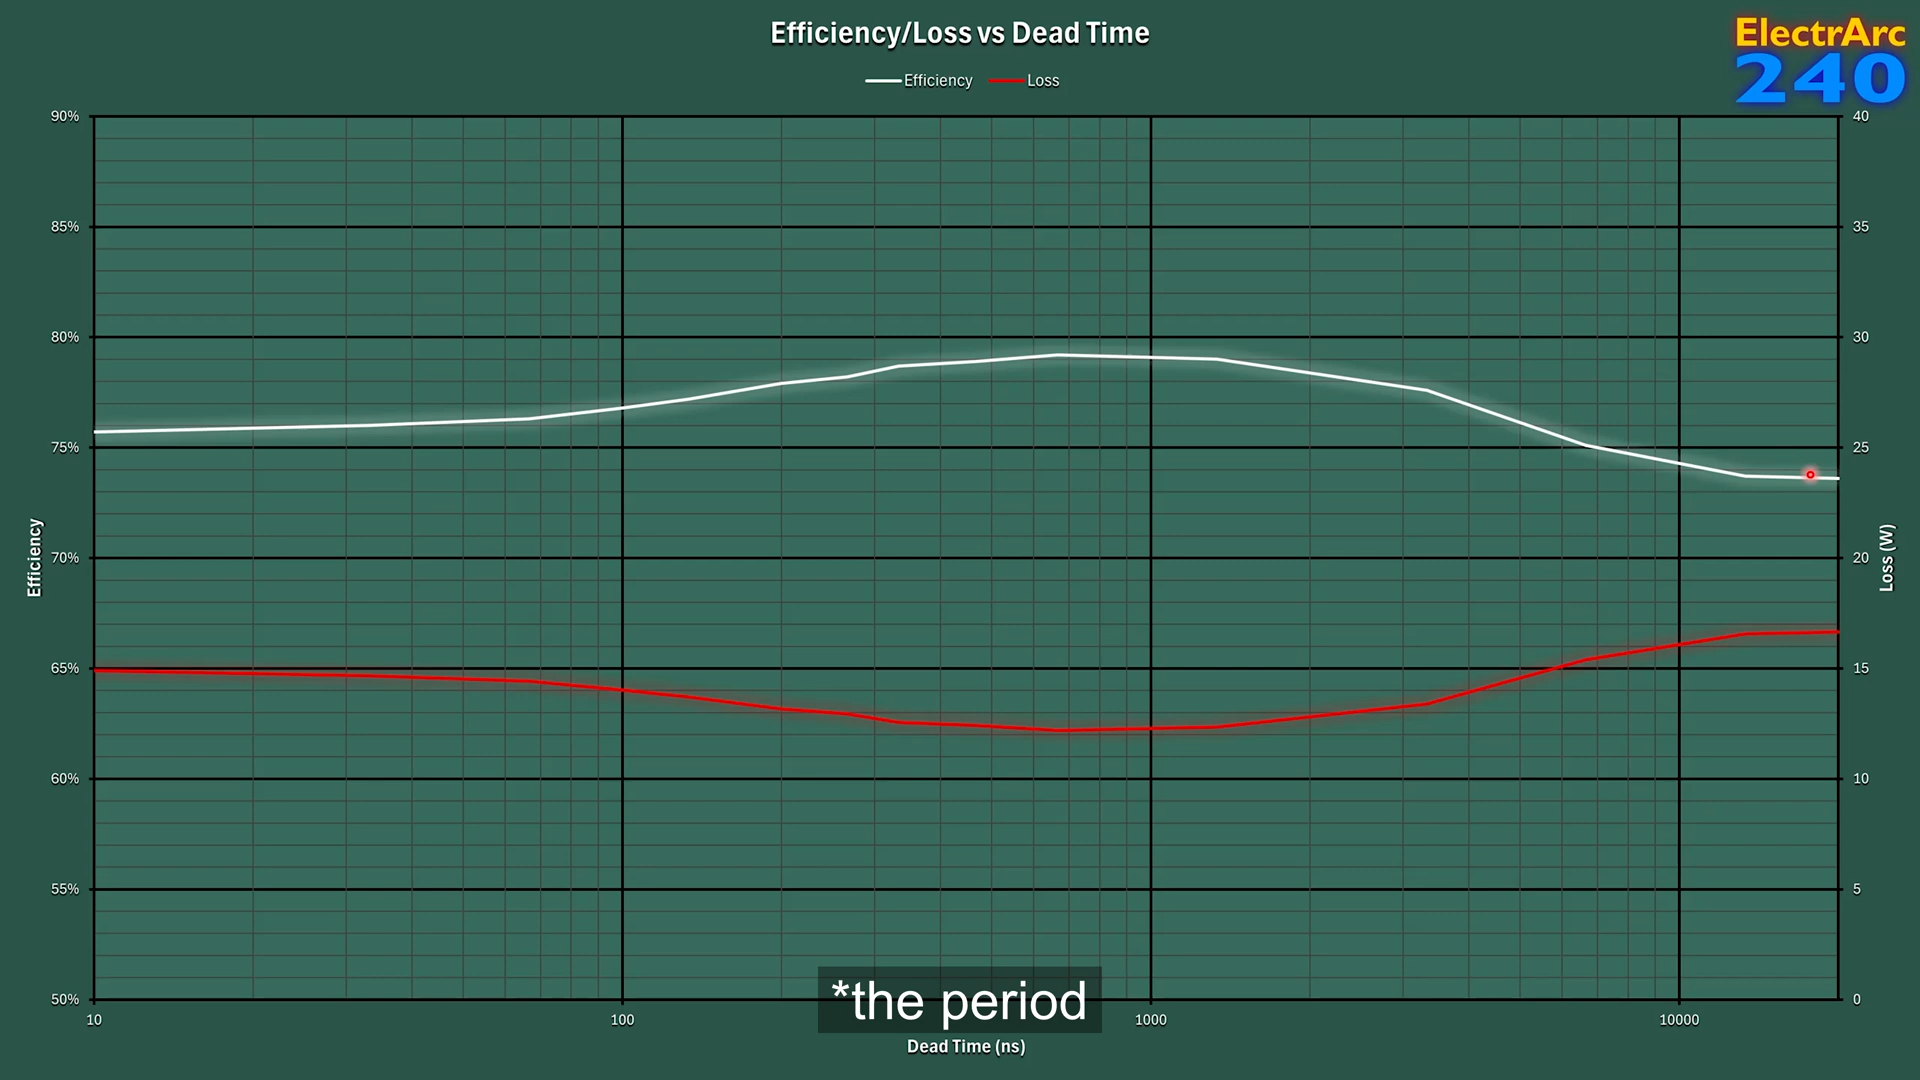 Efficiency/Loss vs Dead Time
ElectrArc
240
Efficiency
Loss
90%
40
85%
35
80%
30
75%
25
70%
20
65%
15
60%
10
55%
5
50%
0
Efficiency
Loss (W)
*the period
10
100
1000
10000
Dead Time (ns)